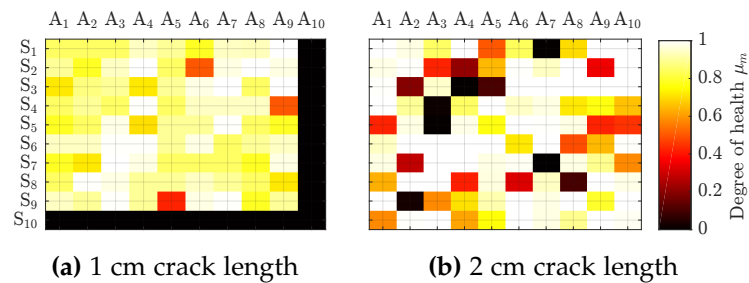 A₁ A₂ A₃ A₄ A₅ A₆ A₇ A₈ A₉ A₁₀
A₁ A₂ A₃ A₄ A₅ A₆ A₇ A₈ A₉ A₁₀
S₁
S₂
S₃
S₄
S₅
S₆
S₇
S₈
S₉
S₁₀
1
0.8
0.6
0.4
0.2
0
Degree of health μₘ
(a) 1 cm crack length
(b) 2 cm crack length